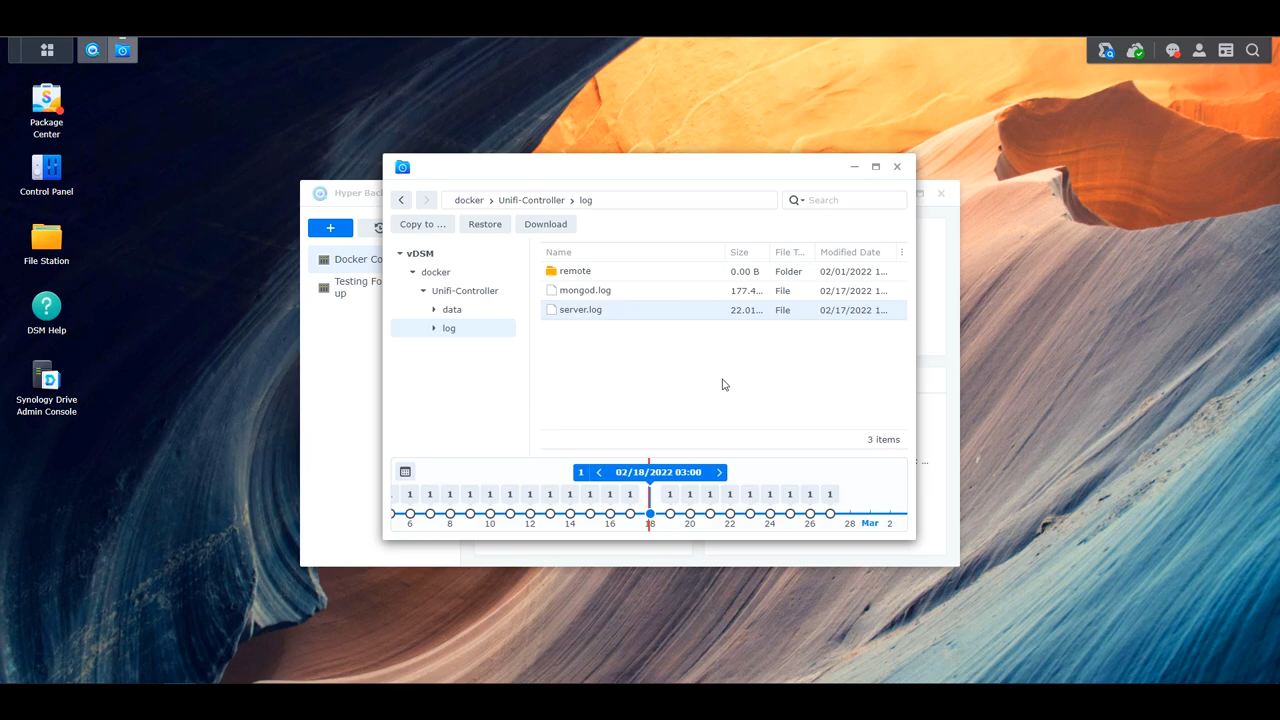 Package
Center
Control Panel
File Station
DSM Help
Synology Drive
Admin Console
Hyper Bac
Docker Co
Testing Fo
up
docker › Unifi-Controller › log
Search
Copy to ...
Restore
Download
vDSM
docker
Unifi-Controller
data
log
Name Size File T... Modified Date
remote 0.00 B Folder 02/01/2022 1...
mongod.log 177.4... File 02/17/2022 1...
server.log 22.01... File 02/17/2022 1...
3 items
1 02/18/2022 03:00
1 1 1 1 1 1 1 1 1 1 1 1 1 1 1 1 1 1 1 1 1
6 8 10 12 14 16 18 20 22 24 26 28 Mar 2
...